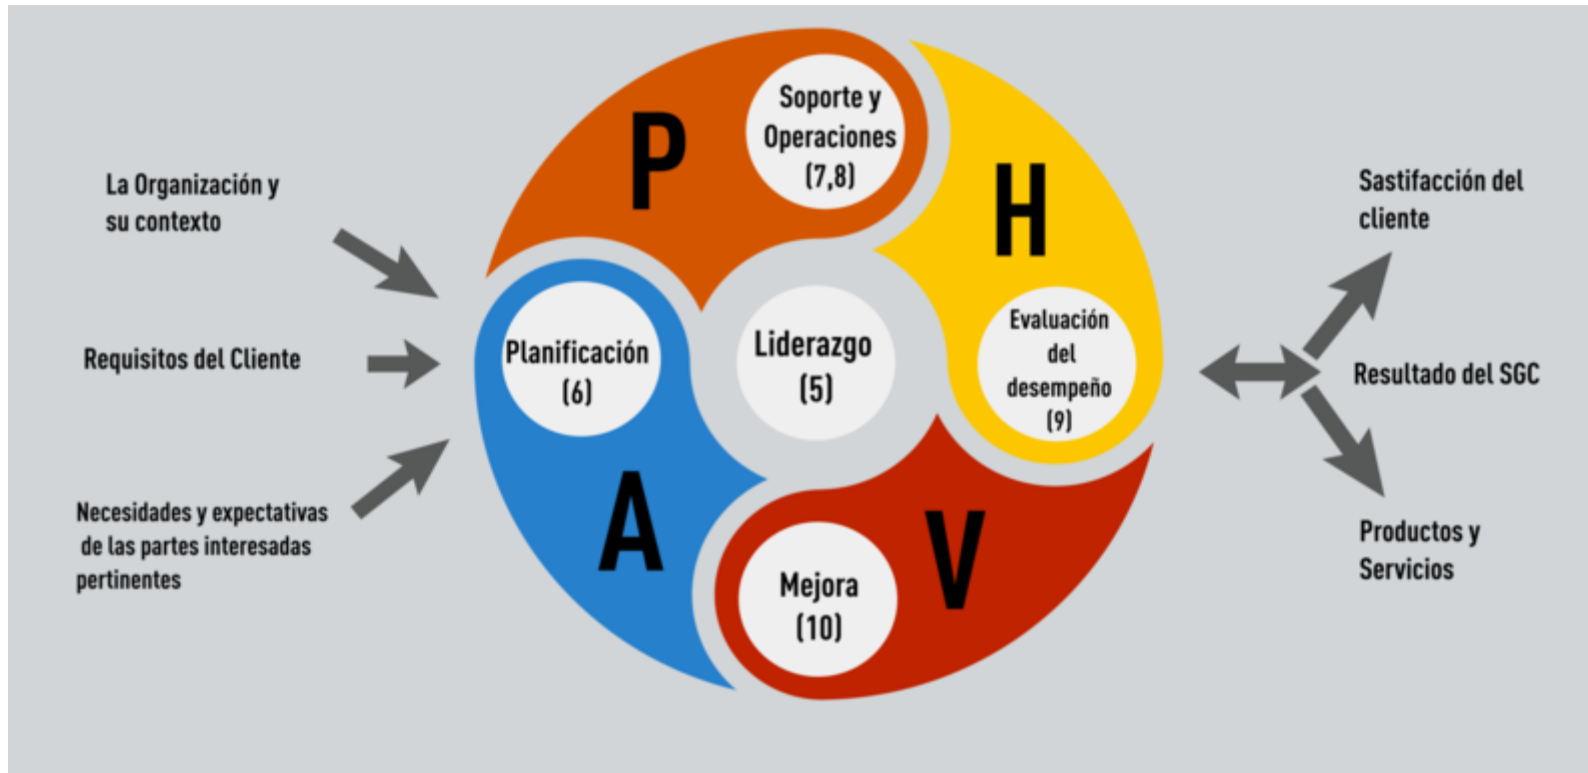 La Organización y
su contexto
Requisitos del Cliente
Necesidades y expectativas
de las partes interesadas
pertinentes
P
Soporte y
Operaciones
(7,8)
H
Planificación
(6)
Liderazgo
(5)
Evaluación
del
desempeño
(9)
A
Mejora
(10)
V
Sastifacción del
cliente
Resultado del SGC
Productos y
Servicios